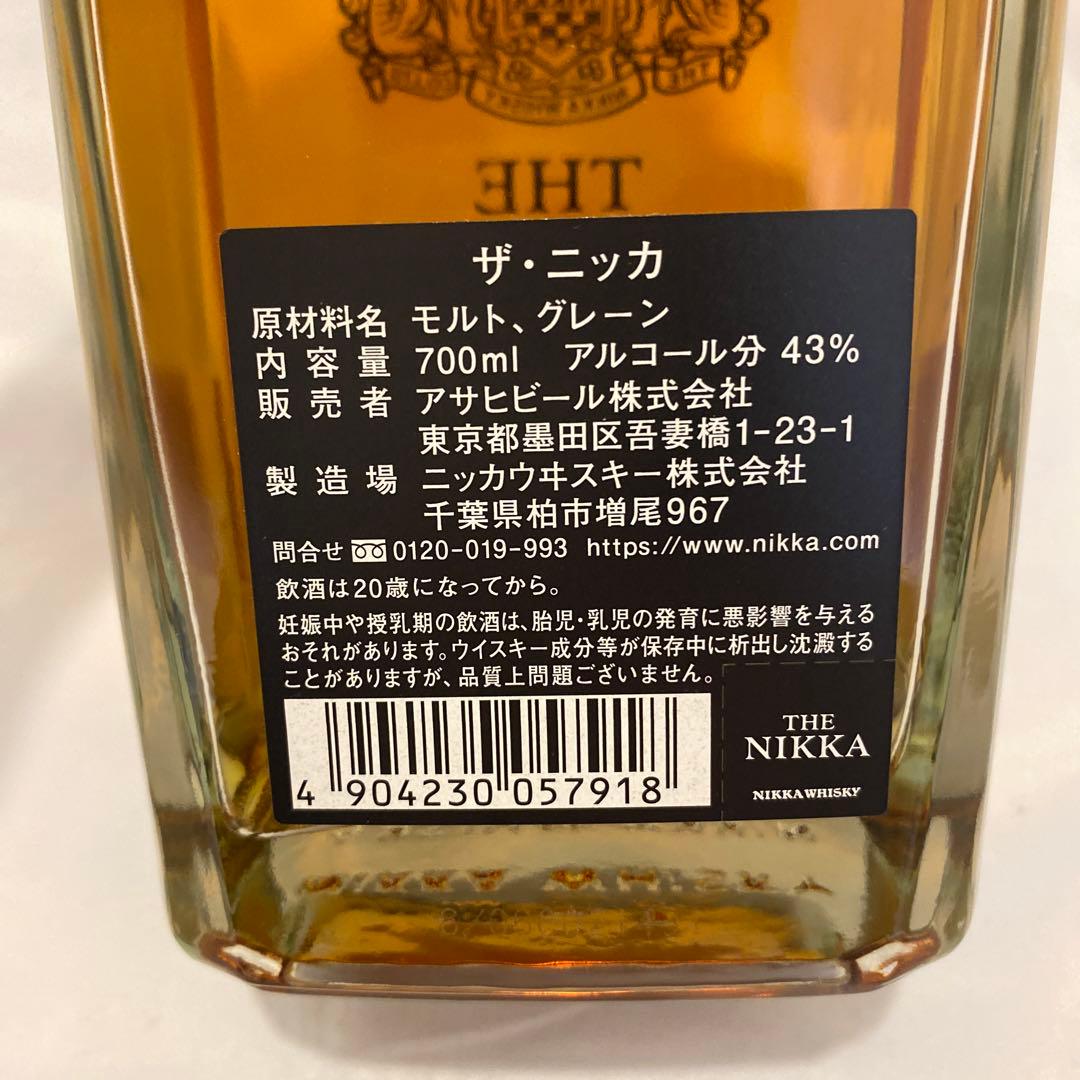 THE
ザ・ニッカ
原材料名 モルト、グレーン
内容量 700ml アルコール分 43%
販売者 アサヒビール株式会社
東京都墨田区吾妻橋1-23-1
製造場 ニッカウヰスキー株式会社
千葉県柏市増尾967
問合せ 0120-019-993 https://www.nikka.com
飲酒は20歳になってから。
妊娠中や授乳期の飲酒は、胎児・乳児の発育に悪影響を与える
おそれがあります。ウイスキー成分等が保存中に析出し沈澱する
ことがありますが、品質上問題ございません。
4 904230 057918
THE
NIKKA
NIKKA WHISKY